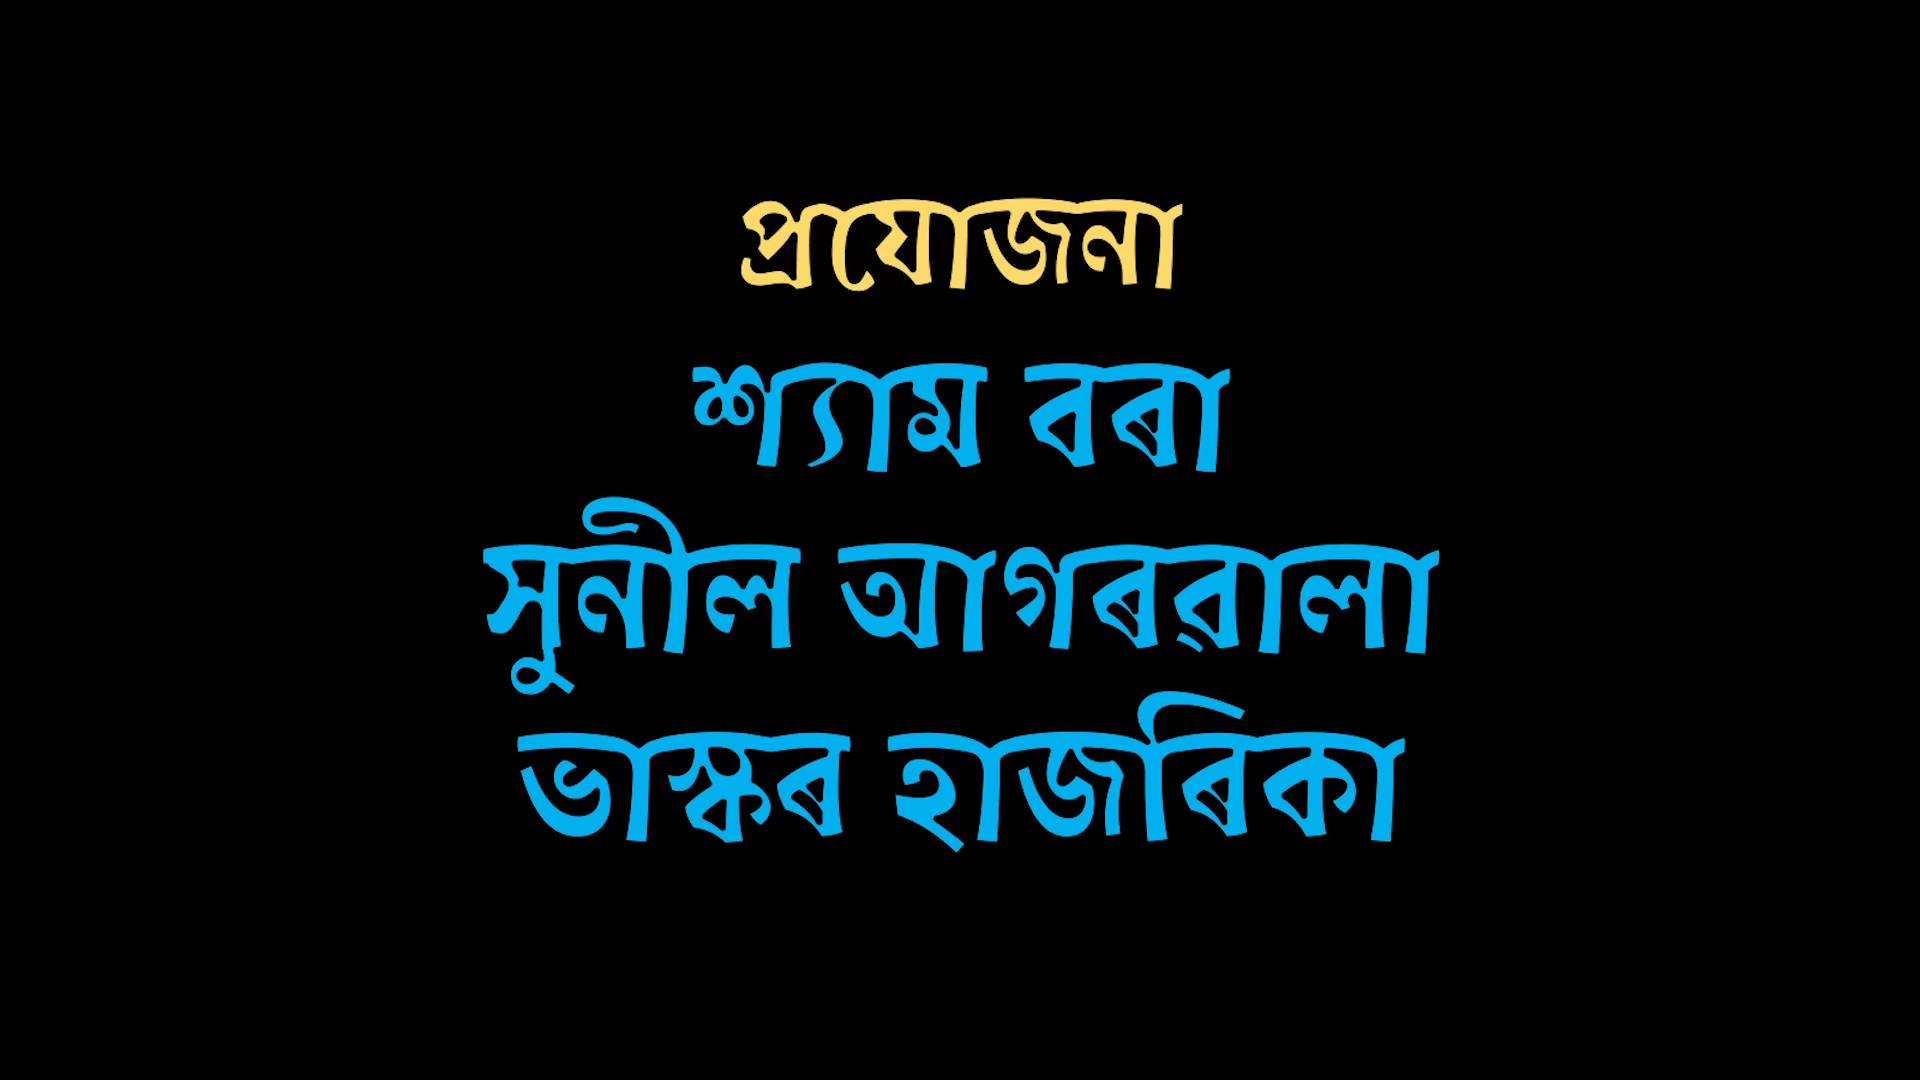 প্ৰযোজনা
শ্যাম বৰা
সুনীল আগৰৱালা
ভাস্কৰ হাজৰিকা